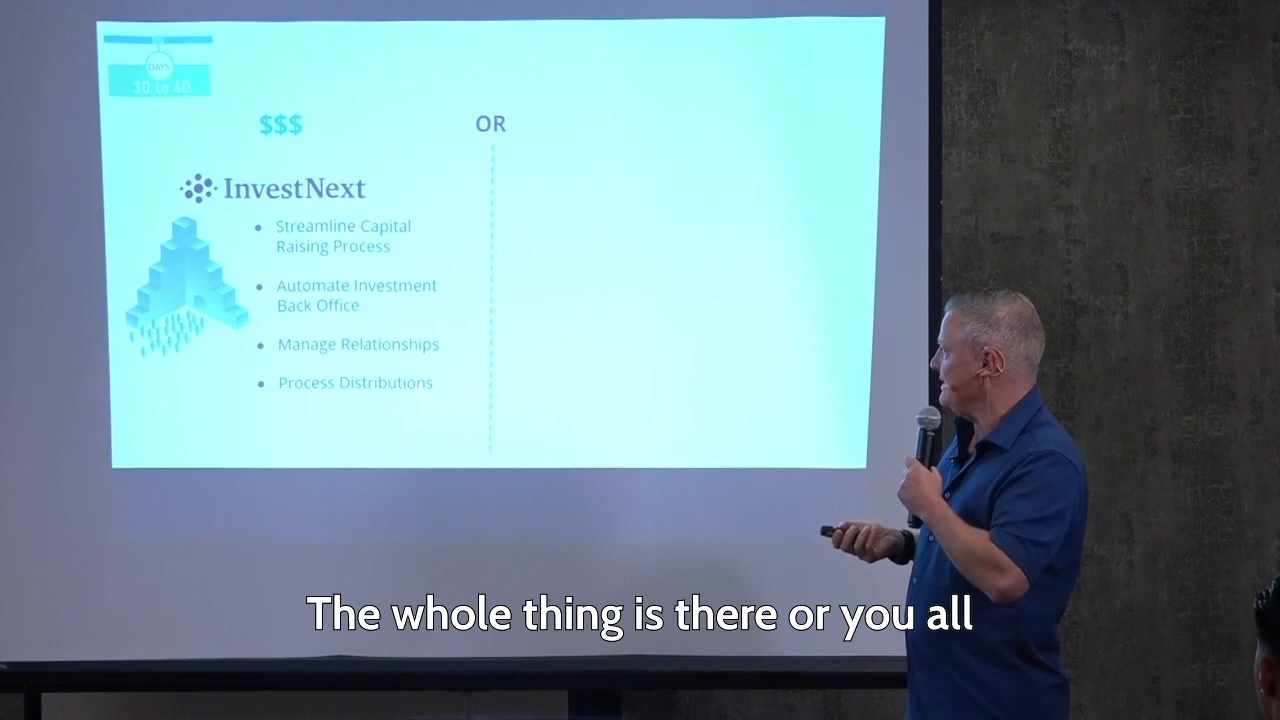 DAYS
30 to 60
$$$
OR
InvestNext
Streamline Capital
Raising Process
Automate Investment
Back Office
Manage Relationships
Process Distributions
The whole thing is there or you all